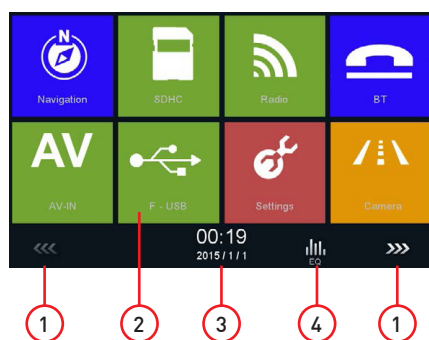 N
Navigation
SDHC
Radio
BT
AV
AV-IN
F - USB
Settings
Camera
<<<
00:19
2015 / 1 / 1
EQ
>>>
1
2
3
4
1